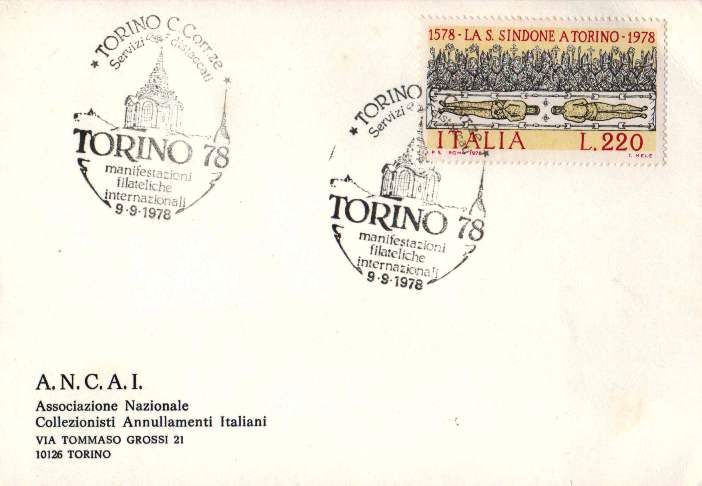 TORINO C. Corr.ze
Servizi distaccati
TORINO 78
manifestazioni
filateliche
internazionali
9-9-1978
1578 - LA S. SINDONE A TORINO - 1978
ITALIA L.220
TORINO
Servizi
TORINO 78
manifestazioni
filateliche
internazionali
9-9-1978
A.N.C.A.I.
Associazione Nazionale
Collezionisti Annullamenti Italiani
VIA TOMMASO GROSSI 21
10126 TORINO